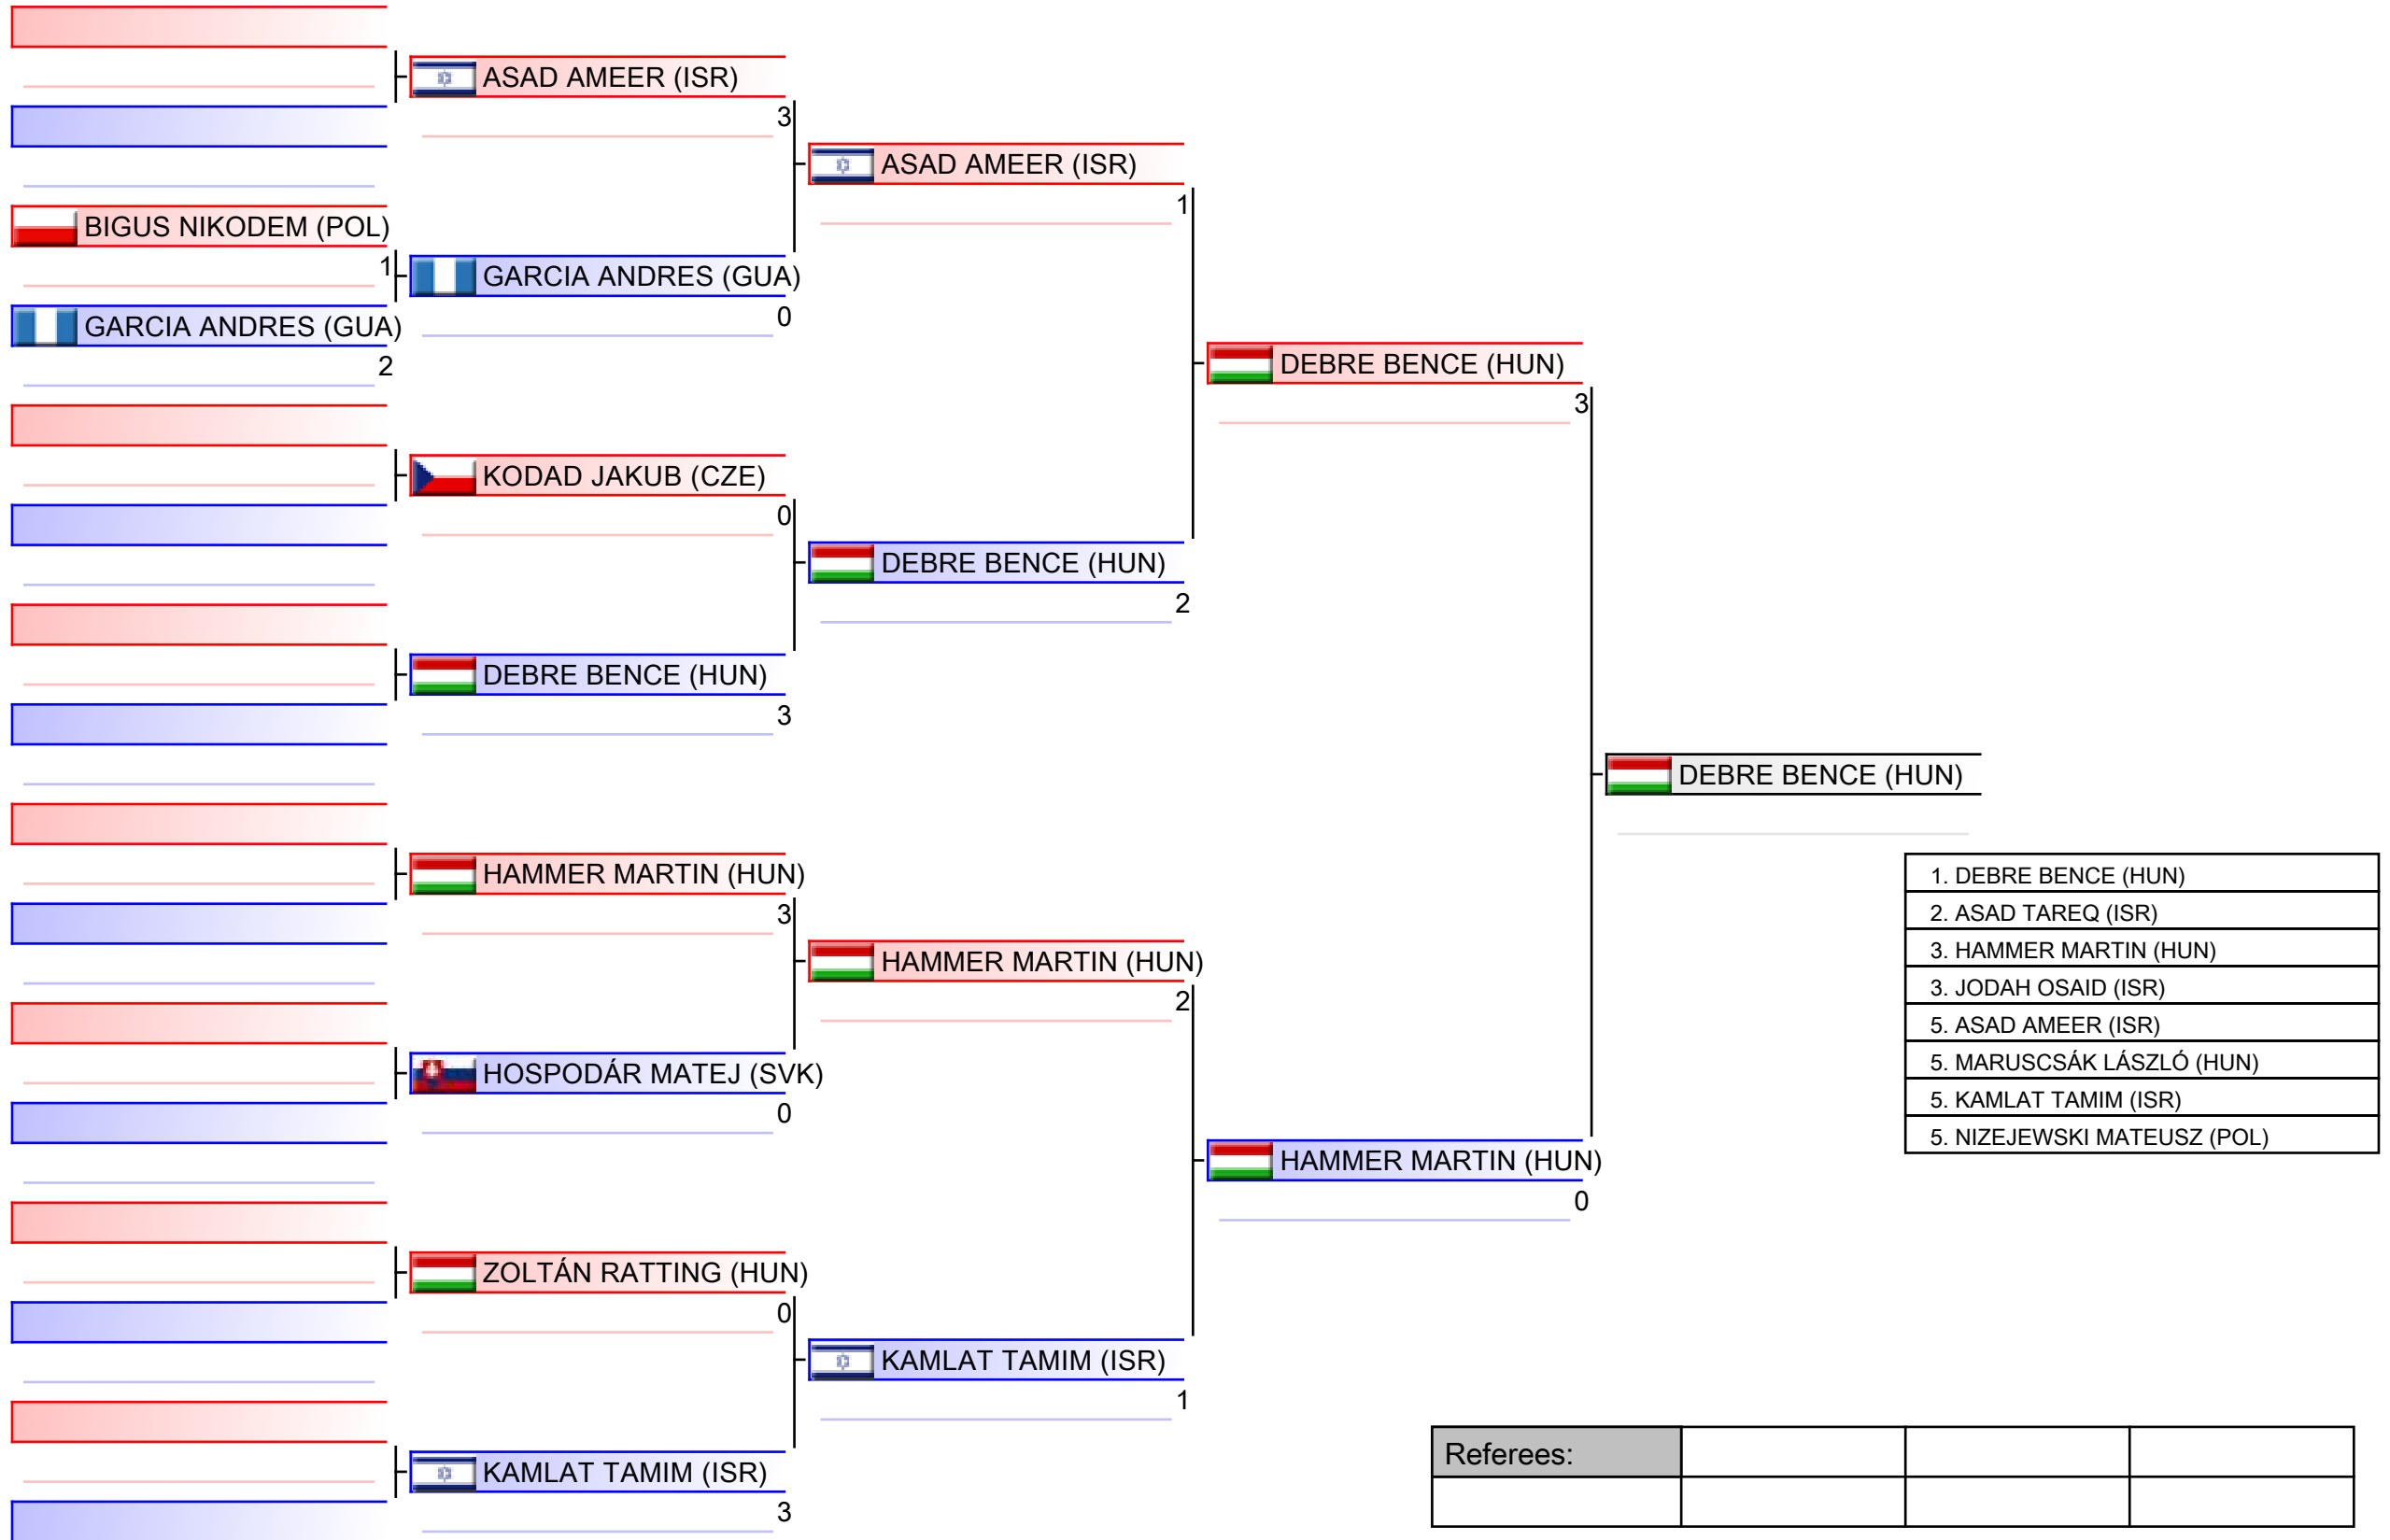 ASAD AMEER (ISR)
3
ASAD AMEER (ISR)
1
BIGUS NIKODEM (POL)
1
GARCIA ANDRES (GUA)
0
GARCIA ANDRES (GUA)
2
DEBRE BENCE (HUN)
3
KODAD JAKUB (CZE)
0
DEBRE BENCE (HUN)
2
DEBRE BENCE (HUN)
3
DEBRE BENCE (HUN)
HAMMER MARTIN (HUN)
3
HAMMER MARTIN (HUN)
2
HOSPODÁR MATEJ (SVK)
0
HAMMER MARTIN (HUN)
0
ZOLTÁN RATTING (HUN)
0
KAMLAT TAMIM (ISR)
1
KAMLAT TAMIM (ISR)
3
1. DEBRE BENCE (HUN)
2. ASAD TAREQ (ISR)
3. HAMMER MARTIN (HUN)
3. JODAH OSAID (ISR)
5. ASAD AMEER (ISR)
5. MARUSCSÁK LÁSZLÓ (HUN)
5. KAMLAT TAMIM (ISR)
5. NIZEJEWSKI MATEUSZ (POL)
Referees: